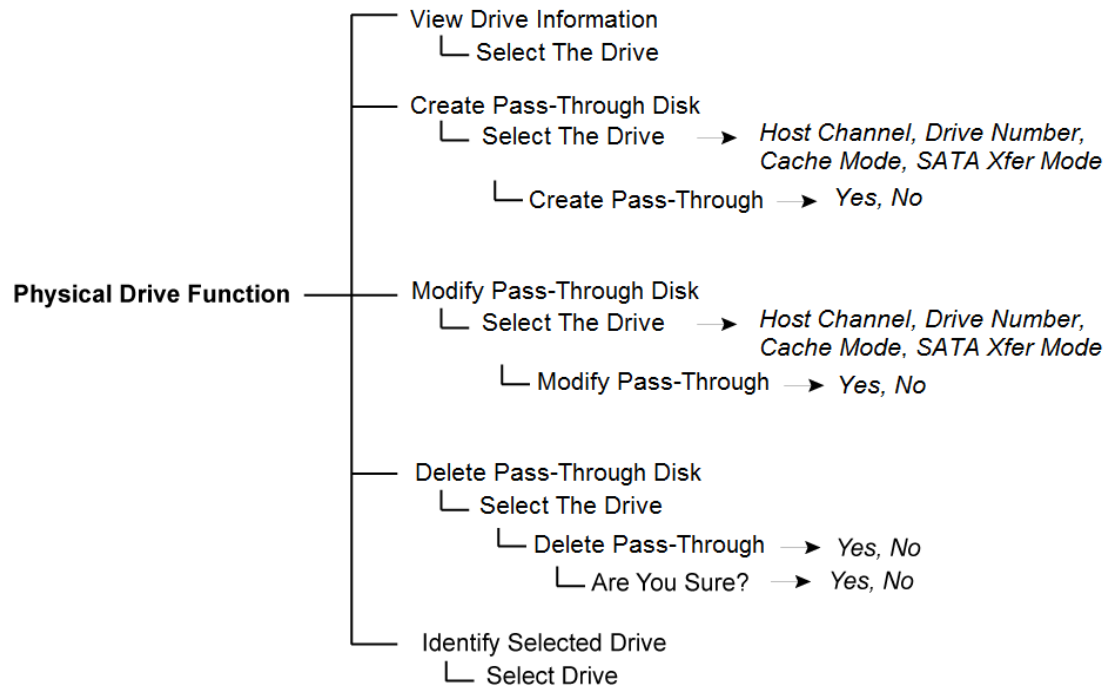 View Drive Information
Select The Drive
Create Pass-Through Disk
Select The Drive
Host Channel, Drive Number,
Cache Mode, SATA Xfer Mode
Create Pass-Through
Yes, No
Physical Drive Function
Modify Pass-Through Disk
Select The Drive
Host Channel, Drive Number,
Cache Mode, SATA Xfer Mode
Modify Pass-Through
Yes, No
Delete Pass-Through Disk
Select The Drive
Delete Pass-Through
Yes, No
Are You Sure?
Yes, No
Identify Selected Drive
Select Drive